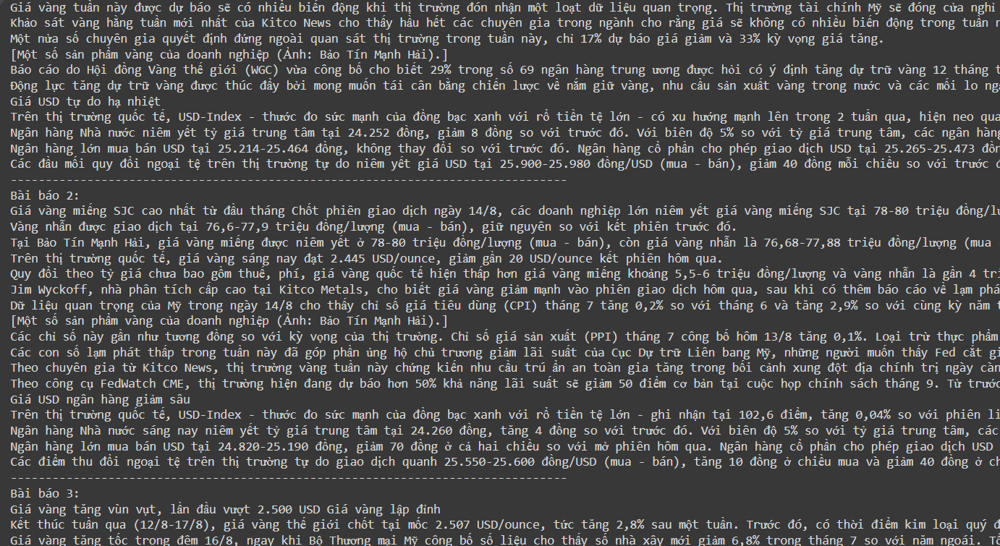 Giá vàng tuần này được dự báo sẽ có nhiều biến động khi thị trường đón nhận một loạt dữ liệu quan trọng. Thị trường tài chính Mỹ sẽ đóng cửa nghỉ
Khảo sát vàng hằng tuần mới nhất của Kitco News cho thấy hầu hết các chuyên gia trong ngành cho rằng giá sẽ không có nhiều biến động trong tuần
Một nửa số chuyên gia quyết định đứng ngoài quan sát thị trường trong tuần này, chỉ 17% dự báo giá giảm và 33% kỳ vọng giá tăng.
[Một số sản phẩm vàng của doanh nghiệp (Ảnh: Bảo Tín Mạnh Hải).]
Báo cáo do Hội đồng Vàng thế giới (WGC) vừa công bố cho biết 29% trong số 69 ngân hàng trung ương được hỏi có ý định tăng dự trữ vàng 12 tháng
Động lực tăng dự trữ vàng được thúc đẩy bởi mong muốn tái cân bằng chiến lược về nắm giữ vàng, nhu cầu sản xuất vàng trong nước và các mối lo
Giá USD tự do hạ nhiệt
Trên thị trường quốc tế, USD-Index - thước đo sức mạnh của đồng bạc xanh với rổ tiền tệ lớn - có xu hướng mạnh lên trong 2 tuần qua, hiện neo
Ngân hàng Nhà nước niêm yết tỷ giá trung tâm tại 24.252 đồng, giảm 8 đồng so với trước đó. Với biên độ 5% so với tỷ giá trung tâm, các ngân
Ngân hàng lớn mua bán USD tại 25.214-25.464 đồng, không thay đổi so với trước đó. Ngân hàng cổ phần cho phép giao dịch USD tại 25.265-25.473
Các đầu mối quy đổi ngoại tệ trên thị trường tự do niêm yết giá USD tại 25.900-25.980 đồng/USD (mua - bán), giảm 40 đồng mỗi chiều so với trước
--------------------------------------------------------------------------------
Bài báo 2:
Giá vàng miếng SJC cao nhất từ đầu tháng Chốt phiên giao dịch ngày 14/8, các doanh nghiệp lớn niêm yết giá vàng miếng SJC tại 78-80 triệu
Vàng nhẫn được giao dịch tại 76,6-77,9 triệu đồng/lượng (mua - bán), giữ nguyên so với kết phiên trước đó.
Tại Bảo Tín Mạnh Hải, giá vàng miếng được niêm yết ở 78-80 triệu đồng/lượng (mua - bán), còn giá vàng nhẫn là 76,68-77,88 triệu đồng/lượng (mua -
Trên thị trường quốc tế, giá vàng sáng nay đạt 2.445 USD/ounce, giảm gần 20 USD/ounce kết phiên hôm qua.
Quy đổi theo tỷ giá chưa bao gồm thuế, phí, giá vàng quốc tế hiện thấp hơn giá vàng miếng khoảng 5,5-6 triệu đồng/lượng và vàng nhẫn là gần 4
Jim Wyckoff, nhà phân tích cấp cao tại Kitco Metals, cho biết giá vàng giảm mạnh vào phiên giao dịch hôm qua, sau khi có thêm báo cáo về lạm
Dữ liệu quan trọng của Mỹ trong ngày 14/8 cho thấy chỉ số giá tiêu dùng (CPI) tháng 7 tăng 0,2% so với tháng 6 và tăng 2,9% so với cùng kỳ năm
[Một số sản phẩm vàng của doanh nghiệp (Ảnh: Bảo Tín Mạnh Hải).]
Các chỉ số này gần như tương đồng so với kỳ vọng của thị trường. Chỉ số giá sản xuất (PPI) tháng 7 công bố hôm 13/8 tăng 0,1%. Loại trừ thực phẩm
Các con số lạm phát thấp trong tuần này đã góp phần ủng hộ chủ trương giảm lãi suất của Cục Dự trữ Liên bang Mỹ, những người muốn thấy Fed cắt
Theo chuyên gia từ Kitco News, thị trường vàng tuần này chứng kiến nhu cầu trú ẩn an toàn gia tăng trong bối cảnh xung đột địa chính trị ngày
Theo công cụ FedWatch CME, thị trường hiện đang dự báo hơn 50% khả năng lãi suất sẽ giảm 50 điểm cơ bản tại cuộc họp chính sách tháng 9. Từ
Giá USD ngân hàng giảm sâu
Trên thị trường quốc tế, USD-Index - thước đo sức mạnh của đồng bạc xanh với rổ tiền tệ lớn - ghi nhận tại 102,6 điểm, tăng 0,04% so với phiên
Ngân hàng Nhà nước sáng nay niêm yết tỷ giá trung tâm tại 24.260 đồng, tăng 4 đồng so với trước đó. Với biên độ 5% so với tỷ giá trung tâm, các
Ngân hàng lớn mua bán USD tại 24.820-25.190 đồng, giảm 70 đồng ở cả hai chiều so với mở phiên hôm qua. Ngân hàng cổ phần cho phép giao dịch USD
Các điểm thu đổi ngoại tệ trên thị trường tự do giao dịch quanh 25.550-25.600 đồng/USD (mua - bán), tăng 10 đồng ở chiều mua và giảm 40 đồng ở
--------------------------------------------------------------------------------
Bài báo 3:
Giá vàng tăng vùn vụt, lần đầu vượt 2.500 USD Giá vàng lập đỉnh
Kết thúc tuần qua (12/8-17/8), giá vàng thế giới chốt tại mốc 2.507 USD/ounce, tức tăng 2,8% sau một tuần. Trước đó, có thời điểm kim loại quý
Giá vàng tăng tốc trong đêm 16/8, ngay khi Bộ Thương mại Mỹ công bố số liệu cho thấy số nhà xây mới giảm 6,8% trong tháng 7 so với năm ngoái.